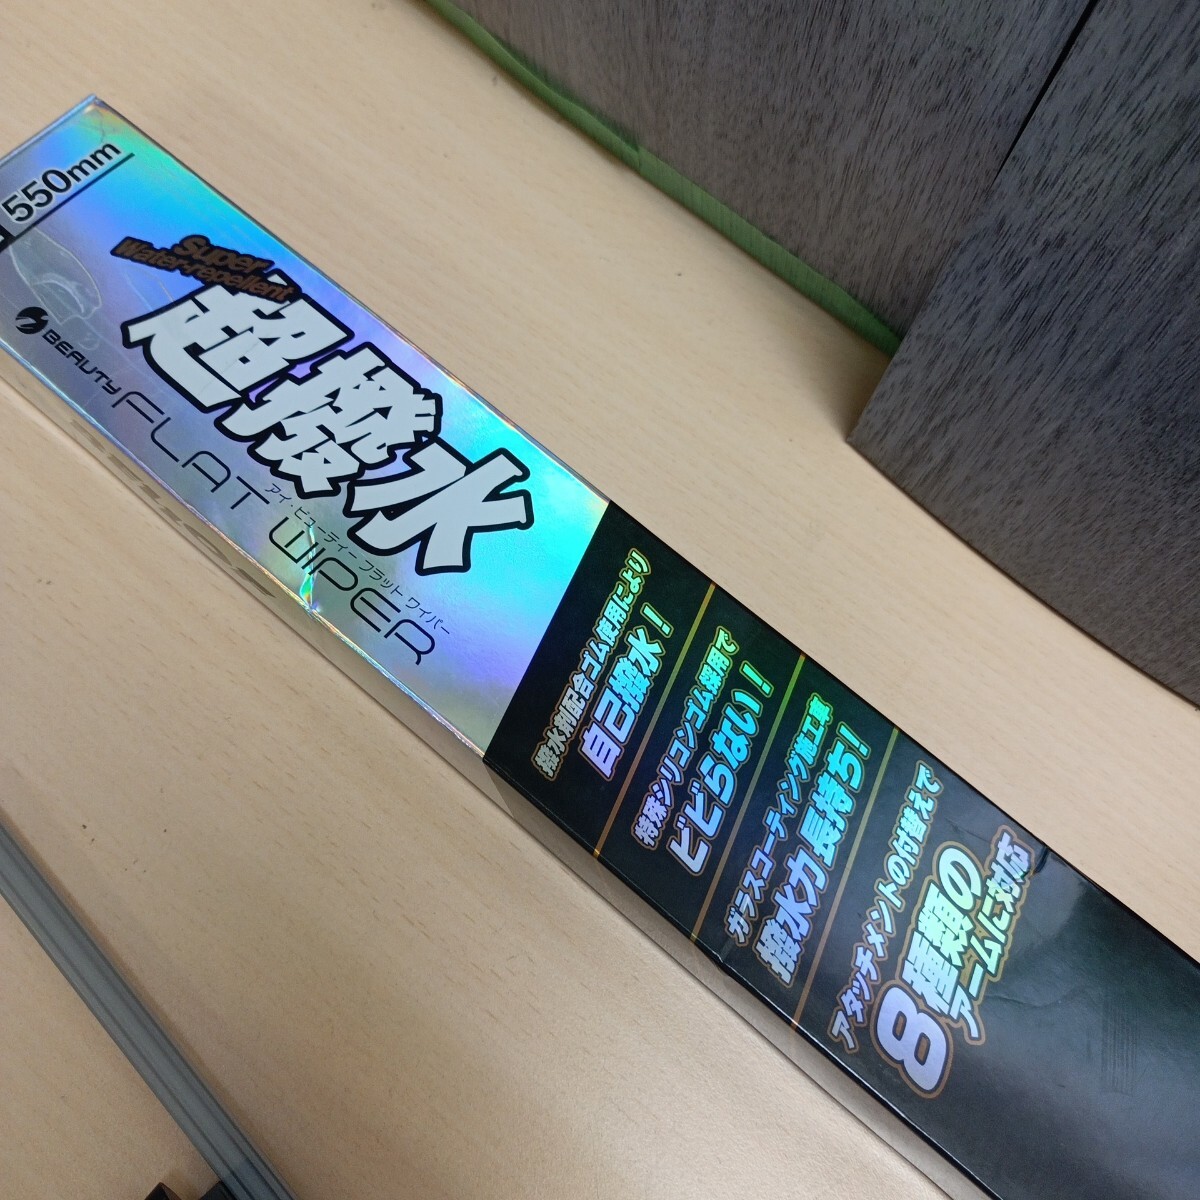 550mm
Super
Water-repellent
超撥水
BEAUTY
FLAT WIPER
アイ・ビューティー フラット ワイパー
撥水剤配合ゴム使用により
自己撥水!
特殊シリコンゴム採用で
ビビらない!
ガラスコーティング施工車
撥水力長持ち!
アタッチメントの付替えで
8種類の
アームに対応